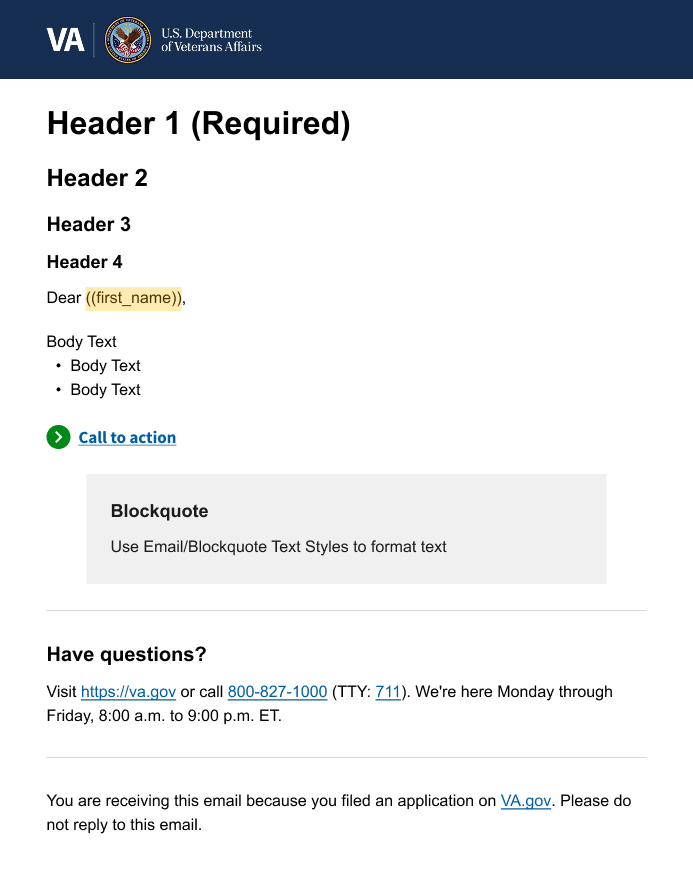 VA
U.S. Department
of Veterans Affairs
Header 1 (Required)
Header 2
Header 3
Header 4
Dear ((first_name)),
Body Text
• Body Text
• Body Text
Call to action
Blockquote
Use Email/Blockquote Text Styles to format text
Have questions?
Visit https://va.gov or call 800-827-1000 (TTY: 711). We're here Monday through
Friday, 8:00 a.m. to 9:00 p.m. ET.
You are receiving this email because you filed an application on VA.gov. Please do
not reply to this email.